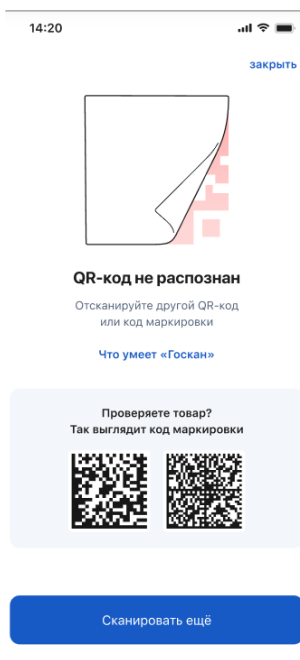 14:20
закрыть
QR-код не распознан
Отсканируйте другой QR-код
или код маркировки
Что умеет «Госкан»
Проверяете товар?
Так выглядит код маркировки
Сканировать ещё